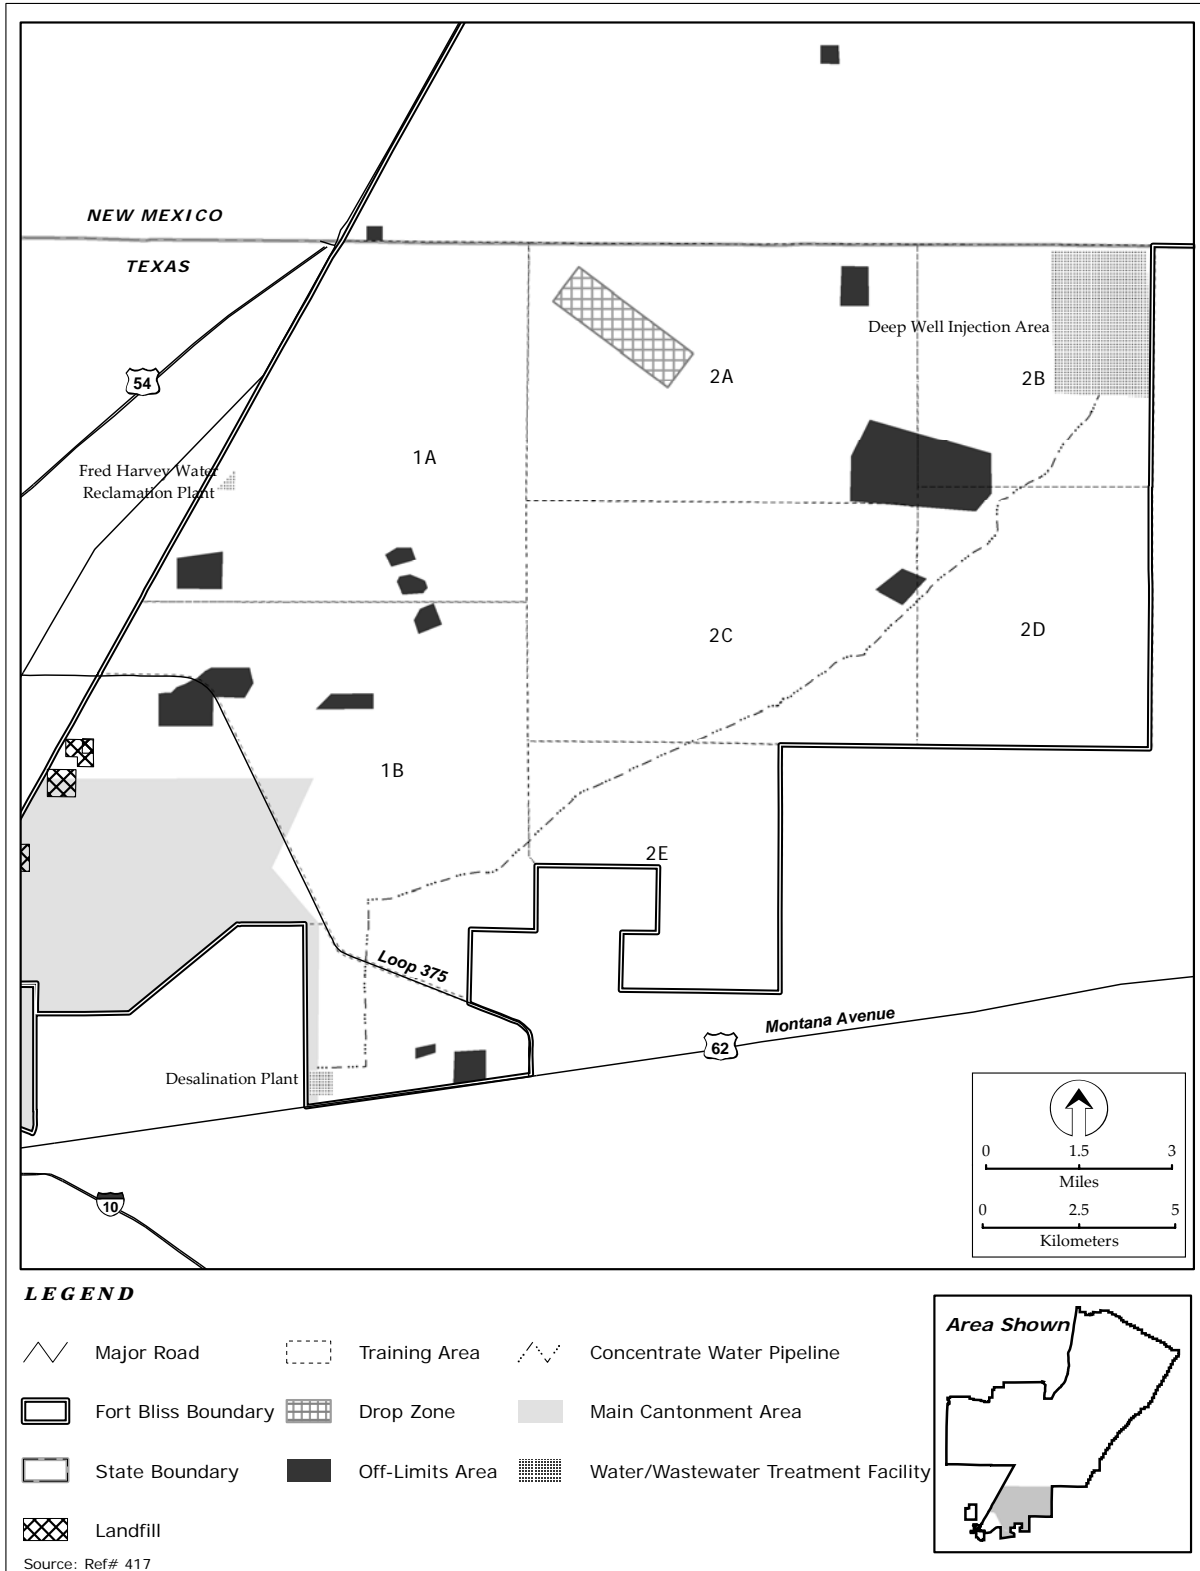 NEW MEXICO
TEXAS
54
Deep Well Injection Area
2A
2B
1A
Fred Harvey Water
Reclamation Plant
2C
2D
1B
2E
Loop 375
Montana Avenue
62
Desalination Plant
10
0 1.5 3
Miles
0 2.5 5
Kilometers
LEGEND
Major Road
Training Area
Concentrate Water Pipeline
Fort Bliss Boundary
Drop Zone
Main Cantonment Area
State Boundary
Off-Limits Area
Water/Wastewater Treatment Facility
Landfill
Source: Ref# 417
Area Shown